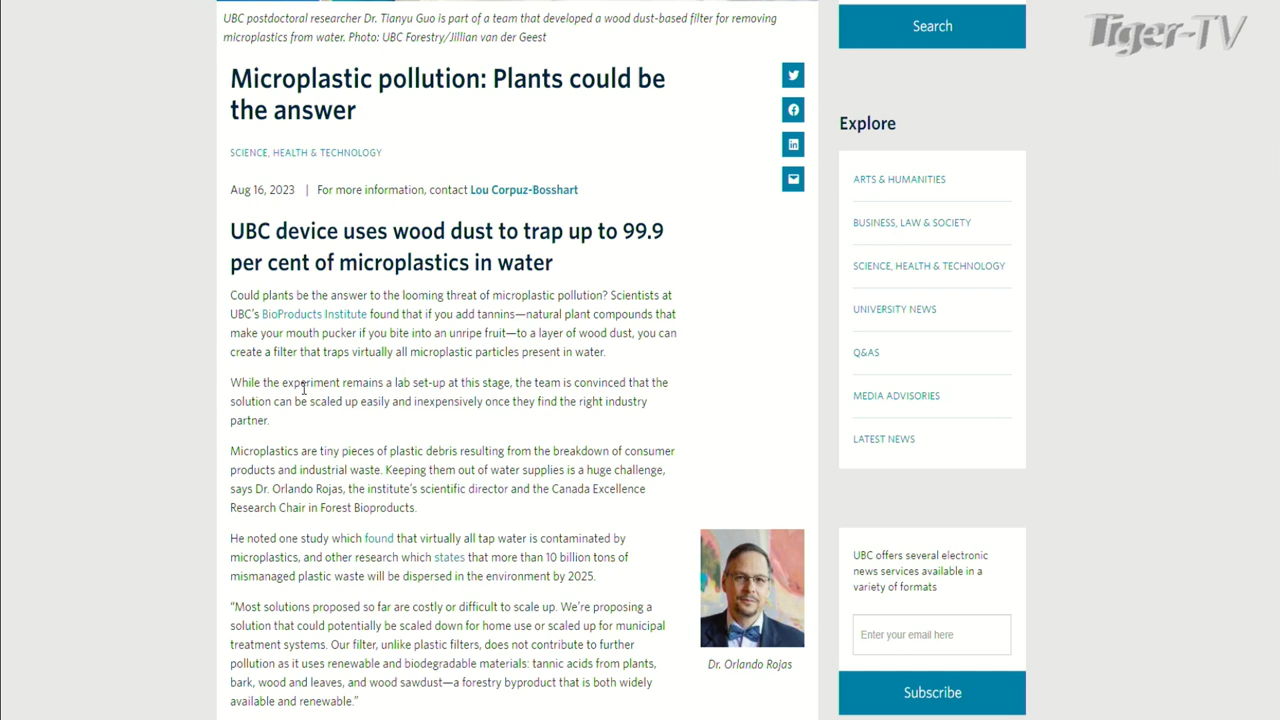 Tiger-TV
UBC postdoctoral researcher Dr. Tianyu Guo is part of a team that developed a wood dust-based filter for removing
microplastics from water. Photo: UBC Forestry/Jillian van der Geest
Microplastic pollution: Plants could be
the answer
SCIENCE, HEALTH & TECHNOLOGY
Aug 16, 2023 | For more information, contact Lou Corpuz-Bosshart
UBC device uses wood dust to trap up to 99.9
per cent of microplastics in water
Could plants be the answer to the looming threat of microplastic pollution? Scientists at
UBC's BioProducts Institute found that if you add tannins—natural plant compounds that
make your mouth pucker if you bite into an unripe fruit—to a layer of wood dust, you can
create a filter that traps virtually all microplastic particles present in water.
While the experiment remains a lab set-up at this stage, the team is convinced that the
solution can be scaled up easily and inexpensively once they find the right industry
partner.
Microplastics are tiny pieces of plastic debris resulting from the breakdown of consumer
products and industrial waste. Keeping them out of water supplies is a huge challenge,
says Dr. Orlando Rojas, the institute's scientific director and the Canada Excellence
Research Chair in Forest Bioproducts.
He noted one study which found that virtually all tap water is contaminated by
microplastics, and other research which states that more than 10 billion tons of
mismanaged plastic waste will be dispersed in the environment by 2025.
"Most solutions proposed so far are costly or difficult to scale up. We're proposing a
solution that could potentially be scaled down for home use or scaled up for municipal
treatment systems. Our filter, unlike plastic filters, does not contribute to further
pollution as it uses renewable and biodegradable materials: tannic acids from plants,
bark, wood and leaves, and wood sawdust—a forestry byproduct that is both widely
available and renewable."
Dr. Orlando Rojas
Search
Explore
ARTS & HUMANITIES
BUSINESS, LAW & SOCIETY
SCIENCE, HEALTH & TECHNOLOGY
UNIVERSITY NEWS
Q&AS
MEDIA ADVISORIES
LATEST NEWS
UBC offers several electronic
news services available in a
variety of formats
Enter your email here
Subscribe